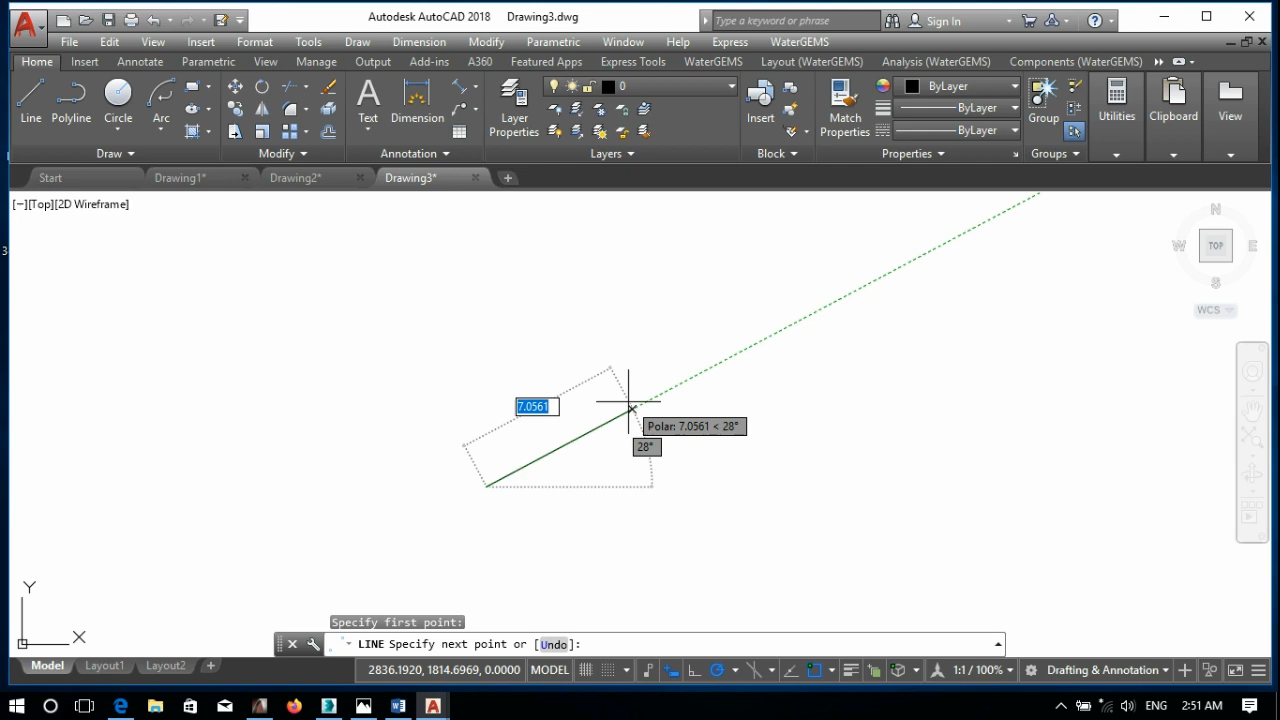 Autodesk AutoCAD 2018 Drawing3.dwg Type a keyword or phrase Sign In
File Edit View Insert Format Tools Draw Dimension Modify Parametric Window Help Express WaterGEMS
Home Insert Annotate Parametric View Manage Output Add-ins A360 Featured Apps Express Tools WaterGEMS Layout (WaterGEMS) Analysis (WaterGEMS) Components (WaterGEMS)
0 ByLayer
ByLayer
Line Polyline Circle Arc Text Dimension Layer Properties Insert Match Properties Group Utilities Clipboard View
ByLayer
Draw Modify Annotation Layers Block Properties Groups
Start Drawing1* Drawing2* Drawing3*
[−][Top][2D Wireframe]
N
W TOP E
S
WCS
3
7.0561
Polar: 7.0561 < 28°
28°
Y
X
Specify first point:
LINE Specify next point or [Undo]:
Model Layout1 Layout2 2836.1920, 1814.6969, 0.0000 MODEL 1:1 / 100% Drafting & Annotation
ENG 2:51 AM